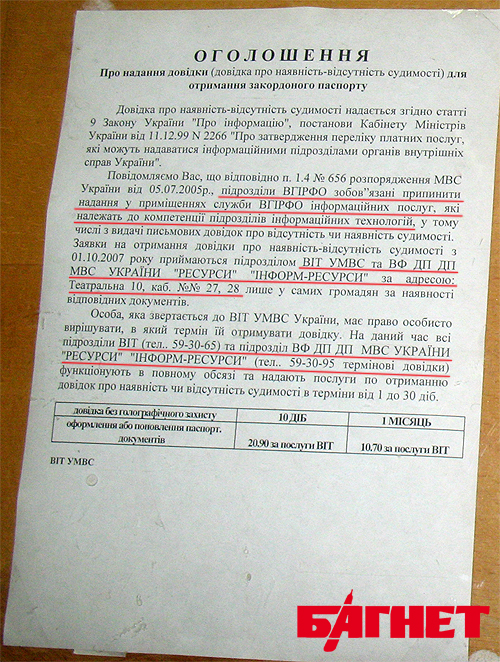 О Г О Л О Ш Е Н Н Я
Про надання довідки (довідка про наявність-відсутність судимості) для
отримання закордоного паспорту
Довідка про наявність-відсутність судимості надається згідно статті
9 Закону України "Про інформацію", постанови Кабінету Міністрів
України від 11.12.99 N 2266 "Про затвердження переліку платних послуг,
які можуть надаватися інформаційними підрозділами органів внутрішніх
справ України".
Повідомляємо Вас, що відповідно п. 1.4 № 656 розпорядження МВС
України від 05.07.2005р., підрозділи ВГІРФО зобов"язані припинити
надання у приміщеннях служби ВГІРФО інформаційних послуг, які
належать до компетенції підрозділів інформаційних технологій, у тому
числі з видачі письмових довідок про відсутність чи наявність судимості.
Заявки на отримання довідки про наявність-відсутність судимості з
01.10.2007 року приймаються підрозділом ВІТ УМВС та ВФ ДП ДП
МВС УКРАЇНИ "РЕСУРСИ" "ІНФОРМ-РЕСУРСИ" за адресою:
Театральна 10, каб. №№ 27, 28 лише у самих громадян за наявності
відповідних документів.
Особа, яка звертається до ВІТ УМВС України, має право особисто
вирішувати, в який термін їй отримувати довідку. На даний час всі
підрозділи ВІТ (тел.. 59-30-65) та підрозділ ВФ ДП ДП МВС УКРАЇНИ
"РЕСУРСИ" "ІНФОРМ-РЕСУРСИ" (тел.. 59-30-95 термінові довідки)
функціонують в повному обсязі та надають послуги по отриманню
довідок про наявність чи відсутність судимості в терміни від 1 до 30 діб.
довідка без голографічного захисту 10 ДІБ 1 МІСЯЦЬ
оформлення або поповнення паспорт.
документів 20.90 за послуги ВІТ 10.70 за послуги ВІТ
ВІТ УМВС
БАГНЕТ